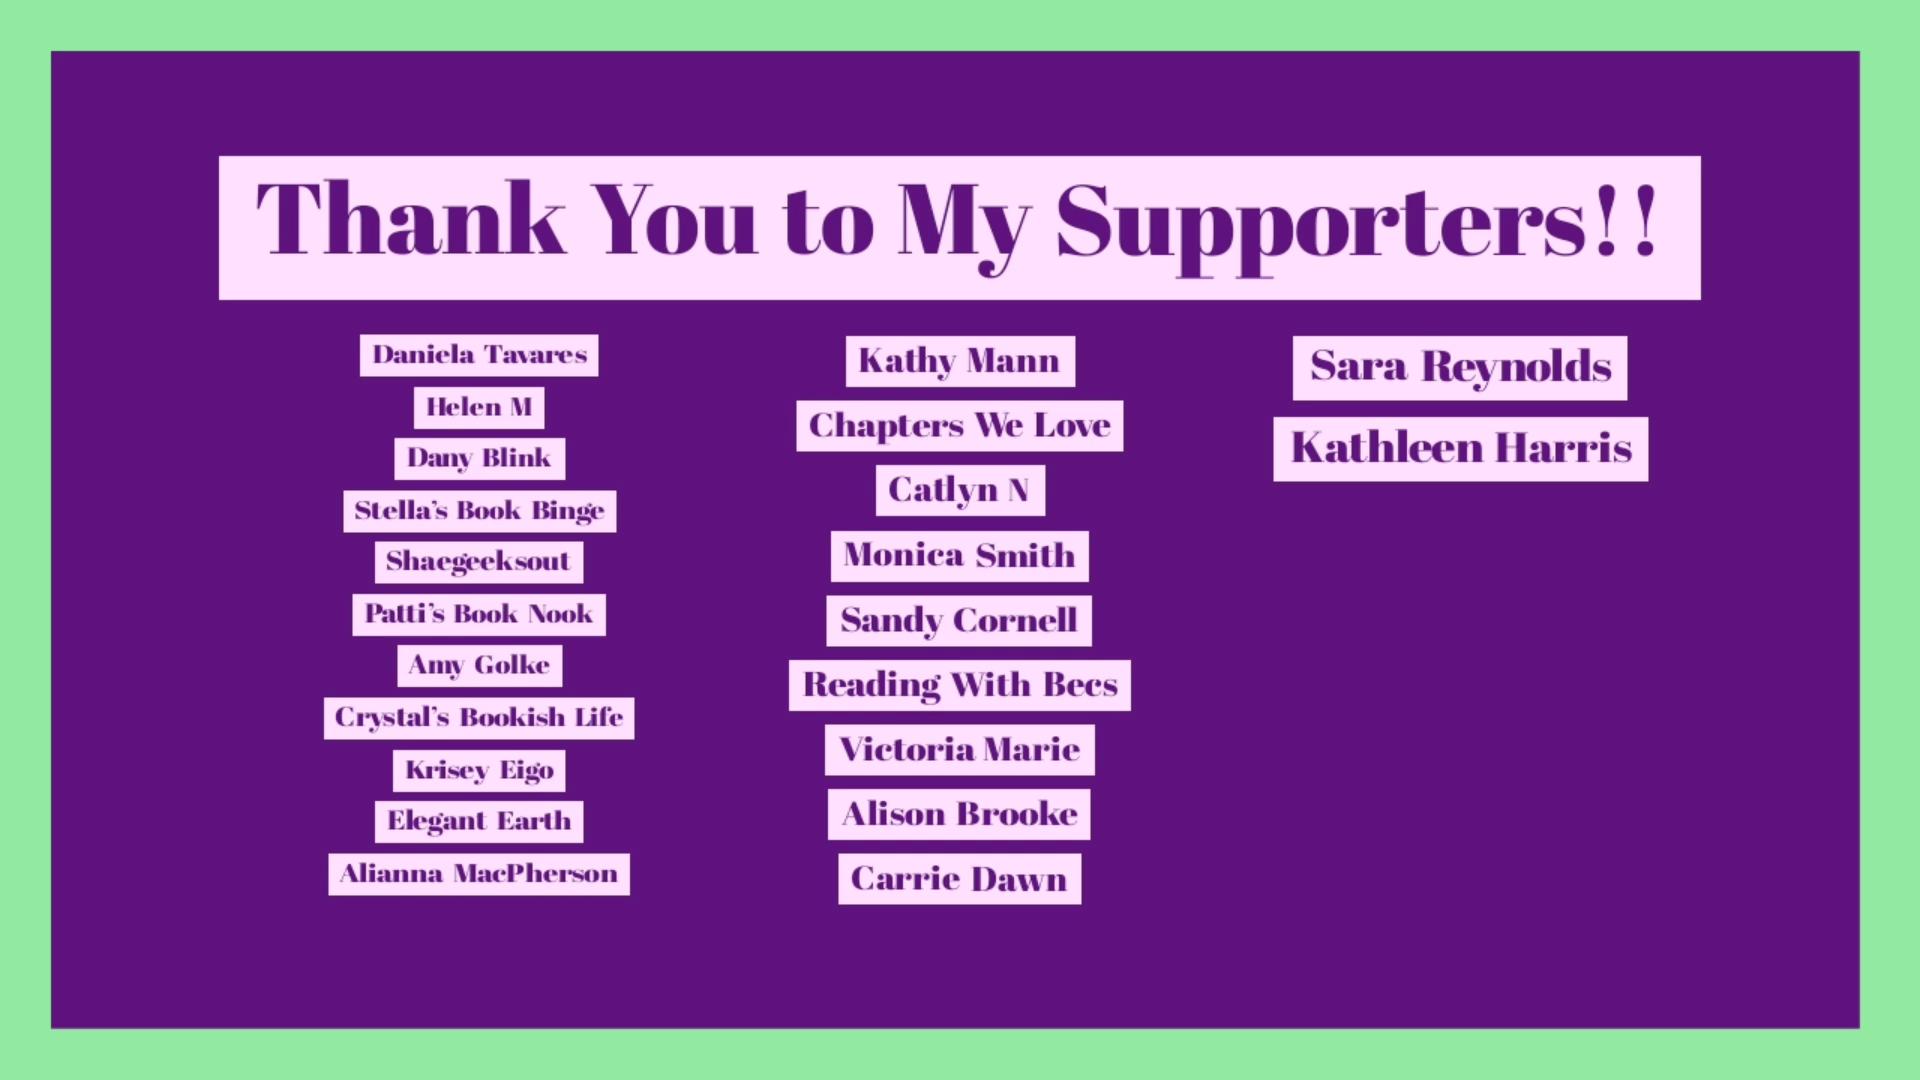 Thank You to My Supporters!!
Daniela Tavares
Helen M
Dany Blink
Stella's Book Binge
Shaegeeksout
Patti's Book Nook
Amy Golke
Crystal's Bookish Life
Krisey Eigo
Elegant Earth
Alianna MacPherson
Kathy Mann
Chapters We Love
Catlyn N
Monica Smith
Sandy Cornell
Reading With Becs
Victoria Marie
Alison Brooke
Carrie Dawn
Sara Reynolds
Kathleen Harris